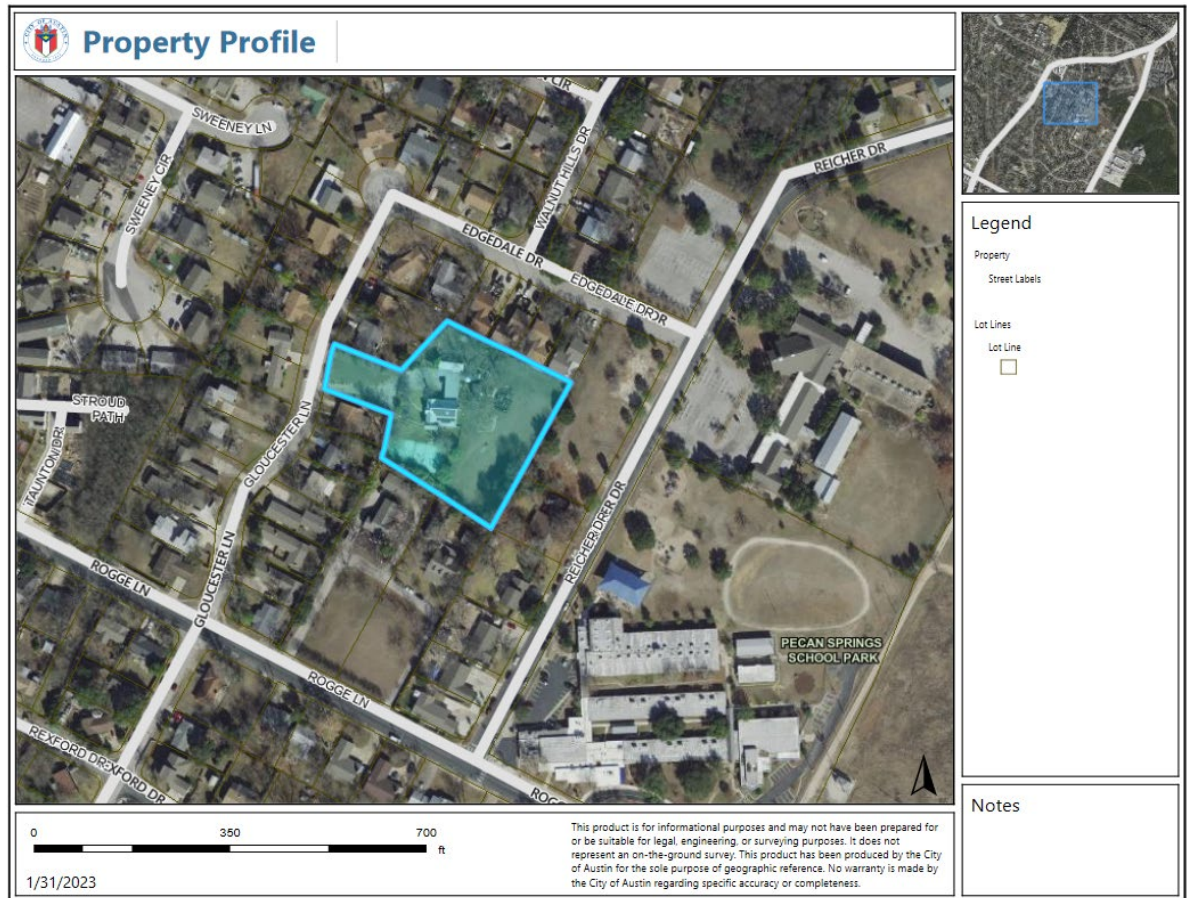 Property Profile
SWEENEY LN
SWEENEY CIR
WALNUT HILLS DR
REICHER DR
EDGEDALE DR
EDGEDALE DR
STROUD
PATH
GLOUCESTER LN
REICHER DR
ROGGE LN
GLOUCESTER LN
ROGGE LN
REXFORD DR
PECAN SPRINGS
SCHOOL PARK
Legend
Property
Street Labels
Lot Lines
Lot Line
Notes
0 350 700
ft
1/31/2023
This product is for informational purposes and may not have been prepared for
or be suitable for legal, engineering, or surveying purposes. It does not
represent an on-the-ground survey. This product has been produced by the City
of Austin for the sole purpose of geographic reference. No warranty is made by
the City of Austin regarding specific accuracy or completeness.